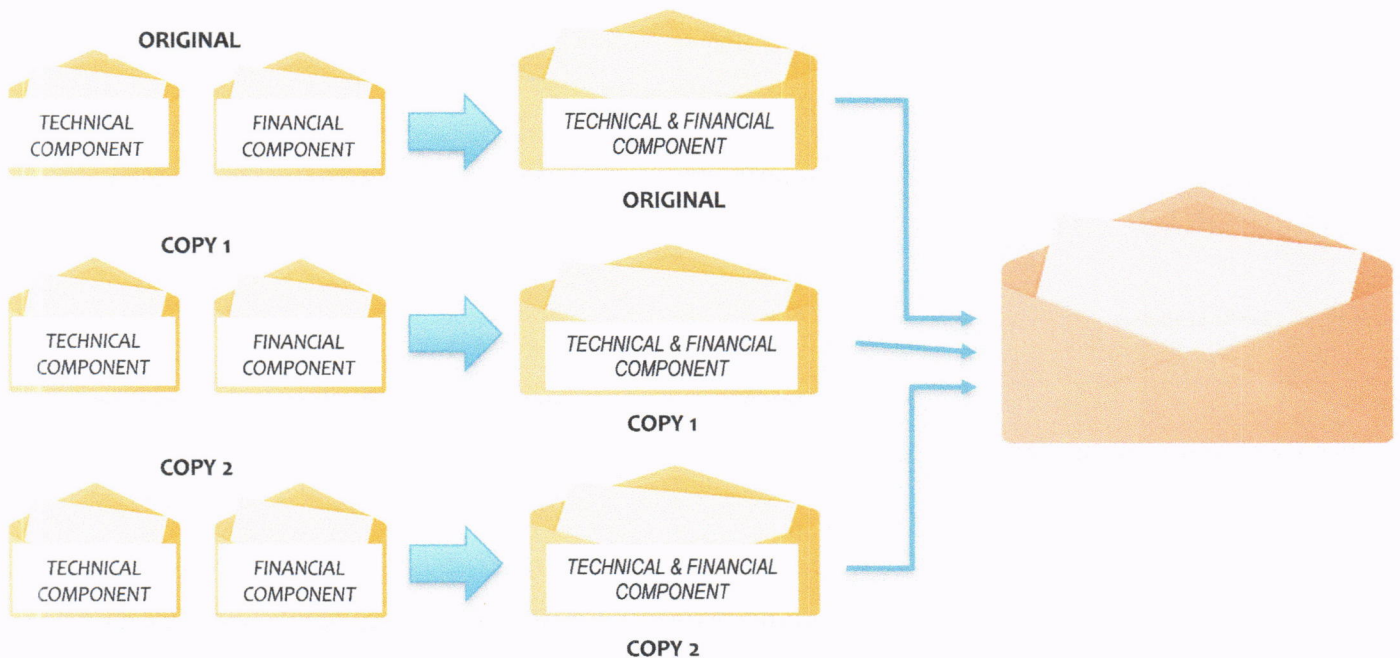 ORIGINAL
TECHNICAL
COMPONENT
FINANCIAL
COMPONENT
TECHNICAL & FINANCIAL
COMPONENT
ORIGINAL
COPY 1
TECHNICAL
COMPONENT
FINANCIAL
COMPONENT
TECHNICAL & FINANCIAL
COMPONENT
COPY 1
COPY 2
TECHNICAL
COMPONENT
FINANCIAL
COMPONENT
TECHNICAL & FINANCIAL
COMPONENT
COPY 2